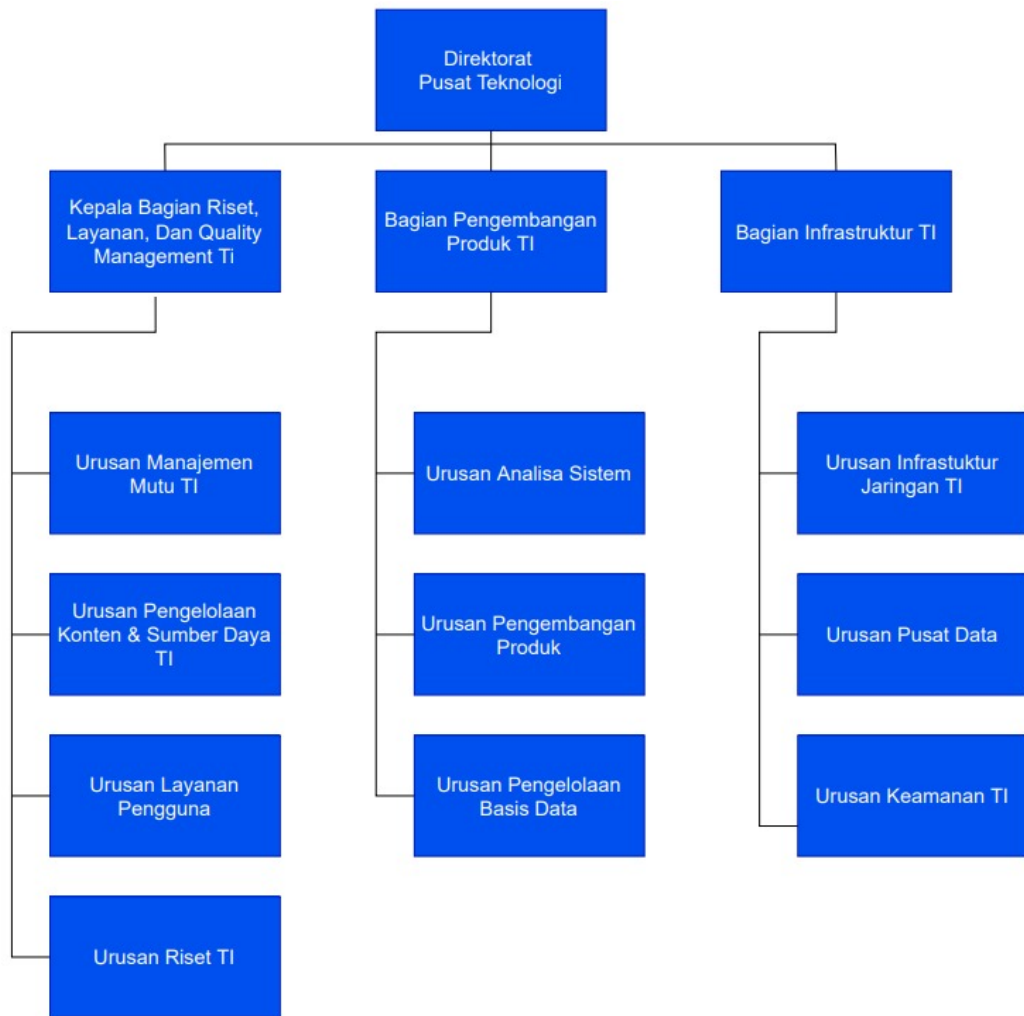 Direktorat
Pusat Teknologi
Kepala Bagian Riset,
Layanan, Dan Quality
Management Ti
Bagian Pengembangan
Produk TI
Bagian Infrastruktur TI
Urusan Manajemen
Mutu TI
Urusan Analisa Sistem
Urusan Infrastuktur
Jaringan TI
Urusan Pengelolaan
Konten & Sumber Daya
TI
Urusan Pengembangan
Produk
Urusan Pusat Data
Urusan Layanan
Pengguna
Urusan Pengelolaan
Basis Data
Urusan Keamanan TI
Urusan Riset TI